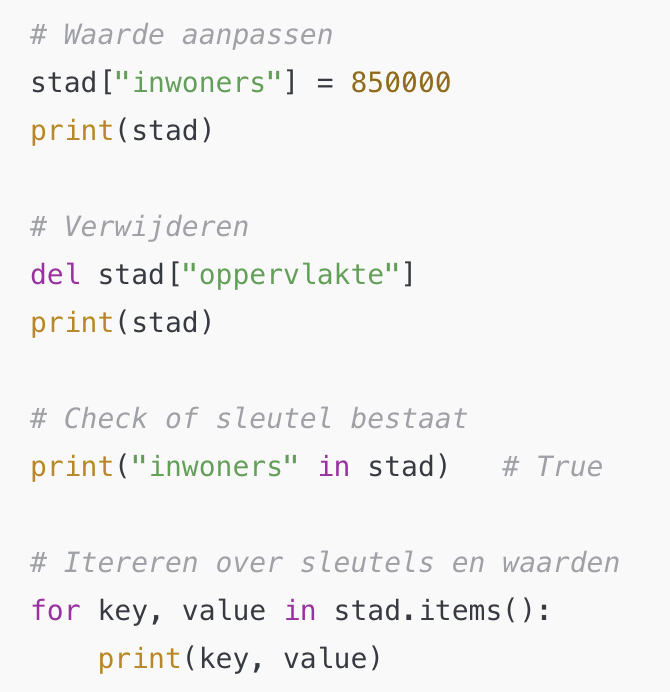 # Waarde aanpassen
stad["inwoners"] = 850000
print(stad)

# Verwijderen
del stad["oppervlakte"]
print(stad)

# Check of sleutel bestaat
print("inwoners" in stad)   # True

# Itereren over sleutels en waarden
for key, value in stad.items():
    print(key, value)